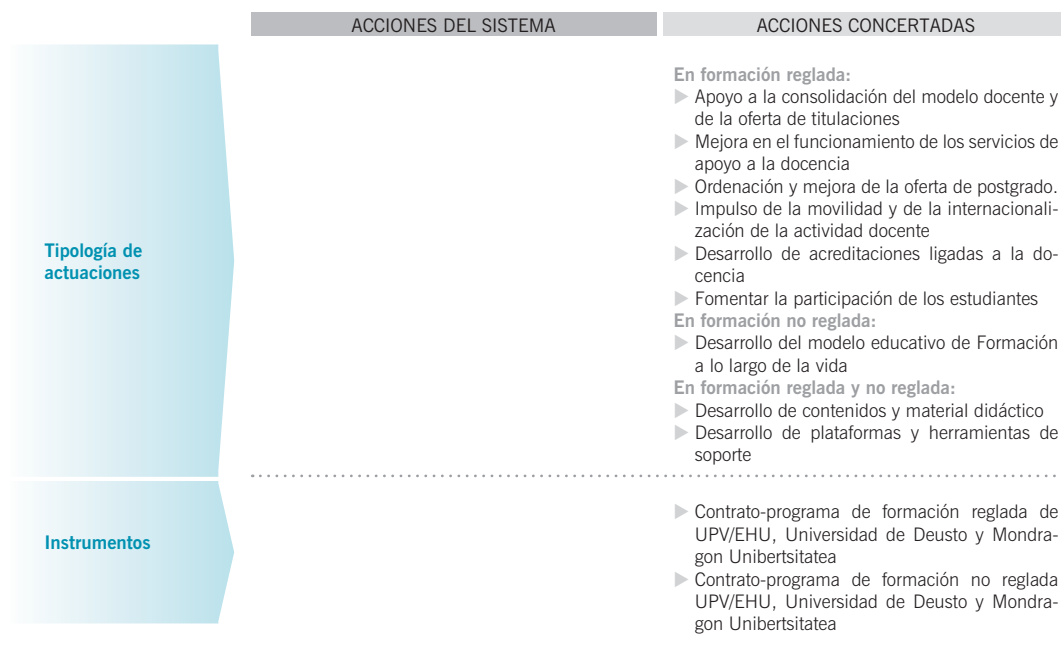 ACCIONES DEL SISTEMA
ACCIONES CONCERTADAS
Tipología de
actuaciones
En formación reglada:
▶ Apoyo a la consolidación del modelo docente y
de la oferta de titulaciones
▶ Mejora en el funcionamiento de los servicios de
apoyo a la docencia
▶ Ordenación y mejora de la oferta de postgrado.
▶ Impulso de la movilidad y de la internacionali-
zación de la actividad docente
▶ Desarrollo de acreditaciones ligadas a la do-
cencia
▶ Fomentar la participación de los estudiantes
En formación no reglada:
▶ Desarrollo del modelo educativo de Formación
a lo largo de la vida
En formación reglada y no reglada:
▶ Desarrollo de contenidos y material didáctico
▶ Desarrollo de plataformas y herramientas de
soporte
Instrumentos
▶ Contrato-programa de formación reglada de
UPV/EHU, Universidad de Deusto y Mondra-
gon Unibertsitatea
▶ Contrato-programa de formación no reglada
UPV/EHU, Universidad de Deusto y Mondra-
gon Unibertsitatea